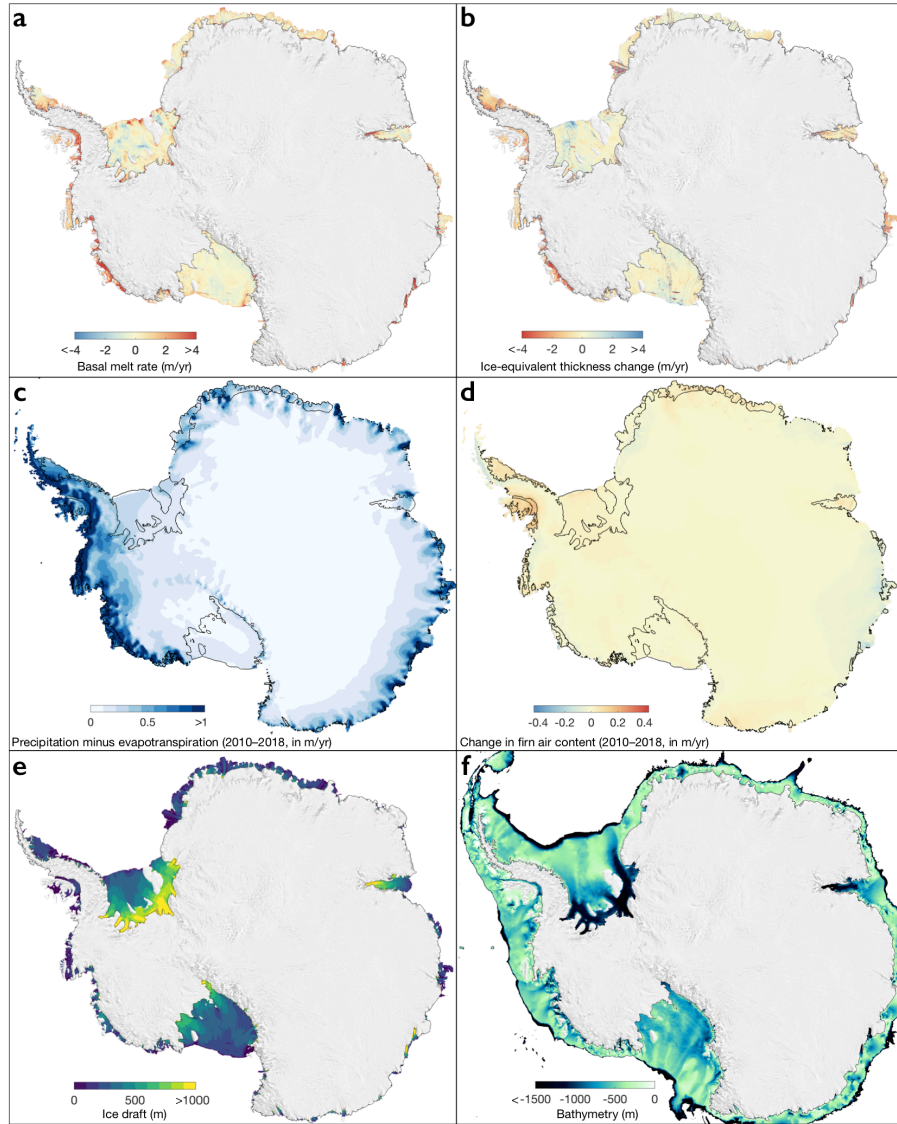 a
<-4 -2 0 2 >4
Basal melt rate (m/yr)
b
<-4 -2 0 2 >4
Ice-equivalent thickness change (m/yr)
c
0 0.5 >1
Precipitation minus evapotranspiration (2010–2018, in m/yr)
d
-0.4 -0.2 0 0.2 0.4
Change in firn air content (2010–2018, in m/yr)
e
0 500 >1000
Ice draft (m)
f
<-1500 -1000 -500 0
Bathymetry (m)